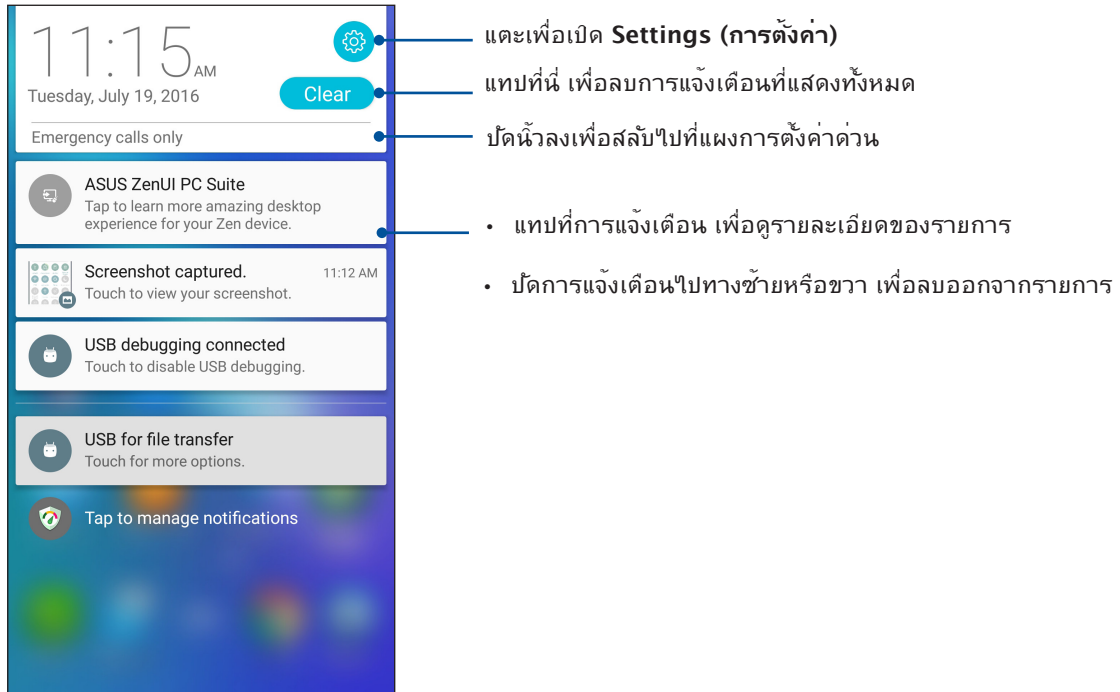 11:15 AM
Tuesday, July 19, 2016
Clear
Emergency calls only
ASUS ZenUI PC Suite
Tap to learn more amazing desktop
experience for your Zen device.
Screenshot captured.
11:12 AM
Touch to view your screenshot.
USB debugging connected
Touch to disable USB debugging.
USB for file transfer
Touch for more options.
Tap to manage notifications
แตะเพื่อเปิด Settings (การตั้งค่า)
แทปที่นี่ เพื่อลบการแจ้งเตือนที่แสดงทั้งหมด
ปัดนิ้วลงเพื่อสลับไปที่แผงการตั้งค่าด่วน
• แทปที่การแจ้งเตือน เพื่อดูรายละเอียดของรายการ
• ปัดการแจ้งเตือนไปทางซ้ายหรือขวา เพื่อลบออกจากรายการ